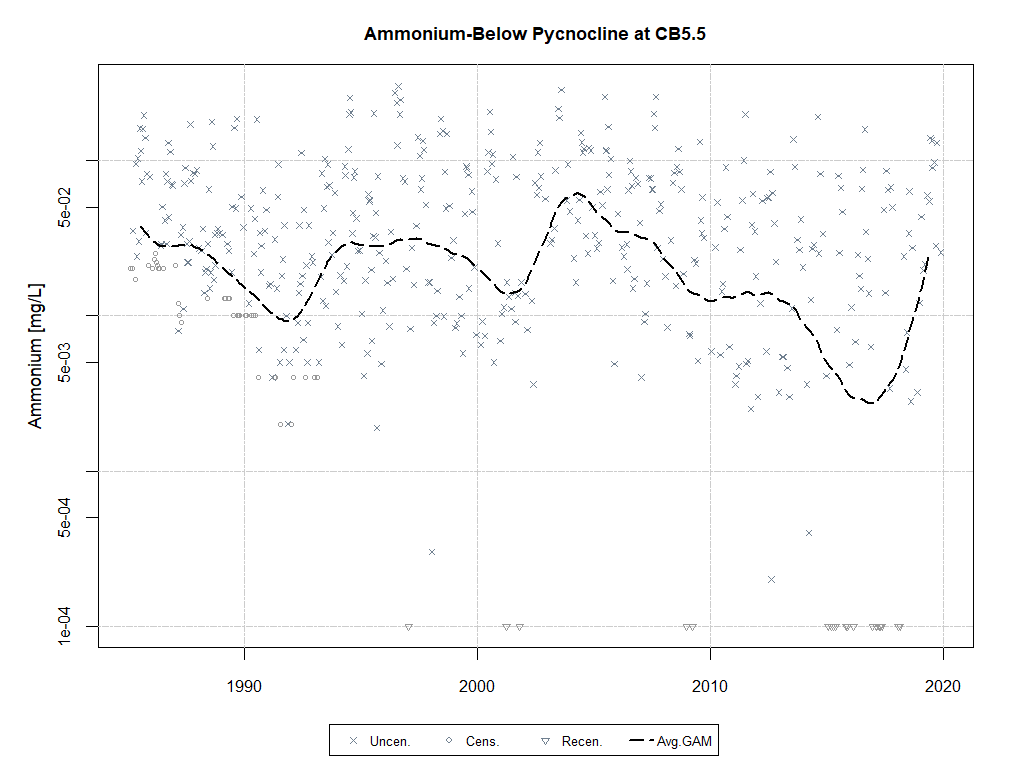 Ammonium-Below Pycnocline at CB5.5
Ammonium [mg/L]
5e-02
5e-03
5e-04
1e-04
1990 2000 2010 2020
Uncen. Cens. Recen. Avg.GAM